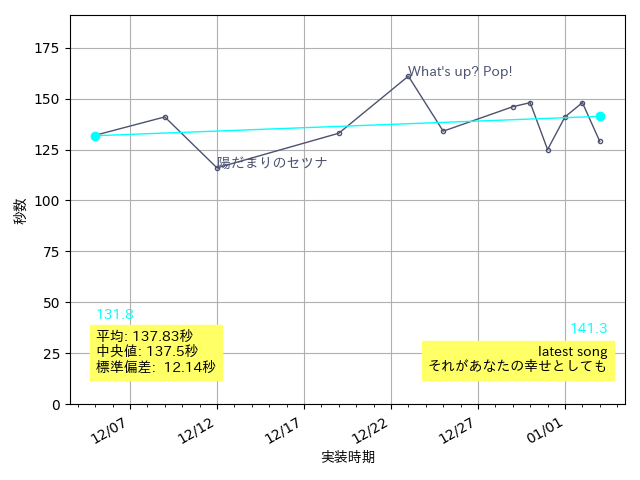 175
150
125
100
75
50
25
0
秒数
What's up? Pop!
陽だまりのセツナ
131.8
平均: 137.83秒
中央値: 137.5秒
標準偏差: 12.14秒
141.3
latest song
それがあなたの幸せとしても
12/07
12/12
12/17
12/22
12/27
01/01
実装時期